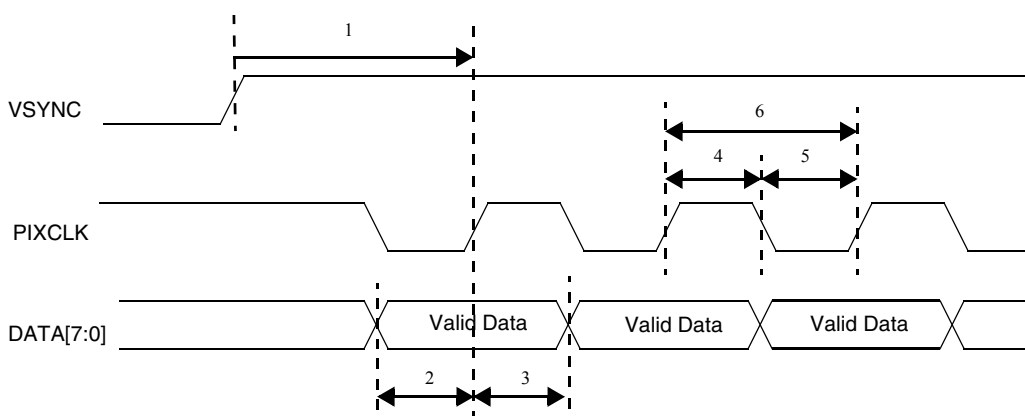 1
VSYNC
6
4 5
PIXCLK
DATA[7:0] Valid Data Valid Data Valid Data
2 3